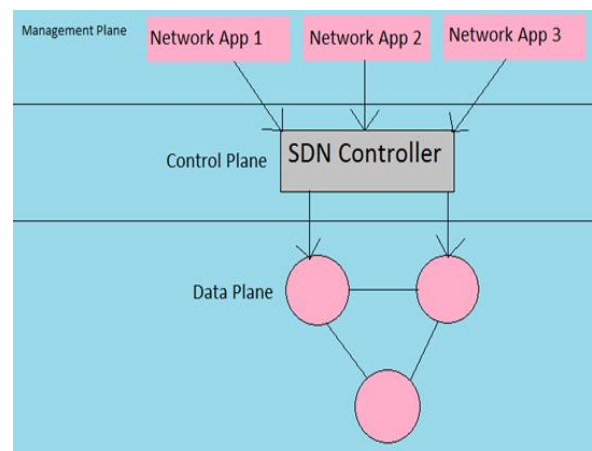 Management Plane
Network App 1
Network App 2
Network App 3
Control Plane
SDN Controller
Data Plane